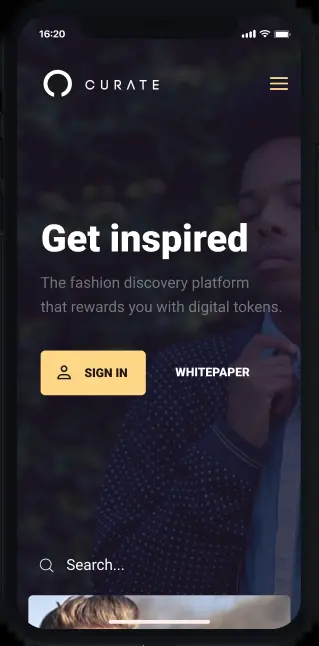 16:20
CURATE
Get inspired
The fashion discovery platform
that rewards you with digital tokens.
SIGN IN
WHITEPAPER
Search...